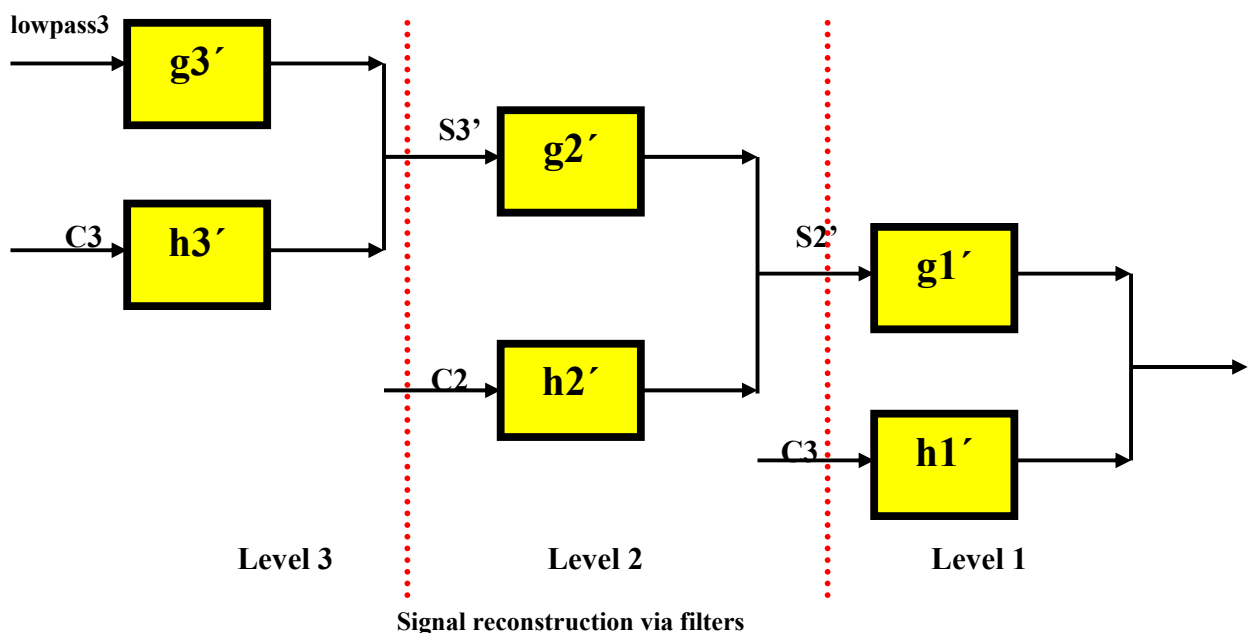 lowpass3
g3´
S3’
g2´
C3
h3´
S2’
g1´
C2
h2´
C3
h1´
Level 3
Level 2
Level 1
Signal reconstruction via filters